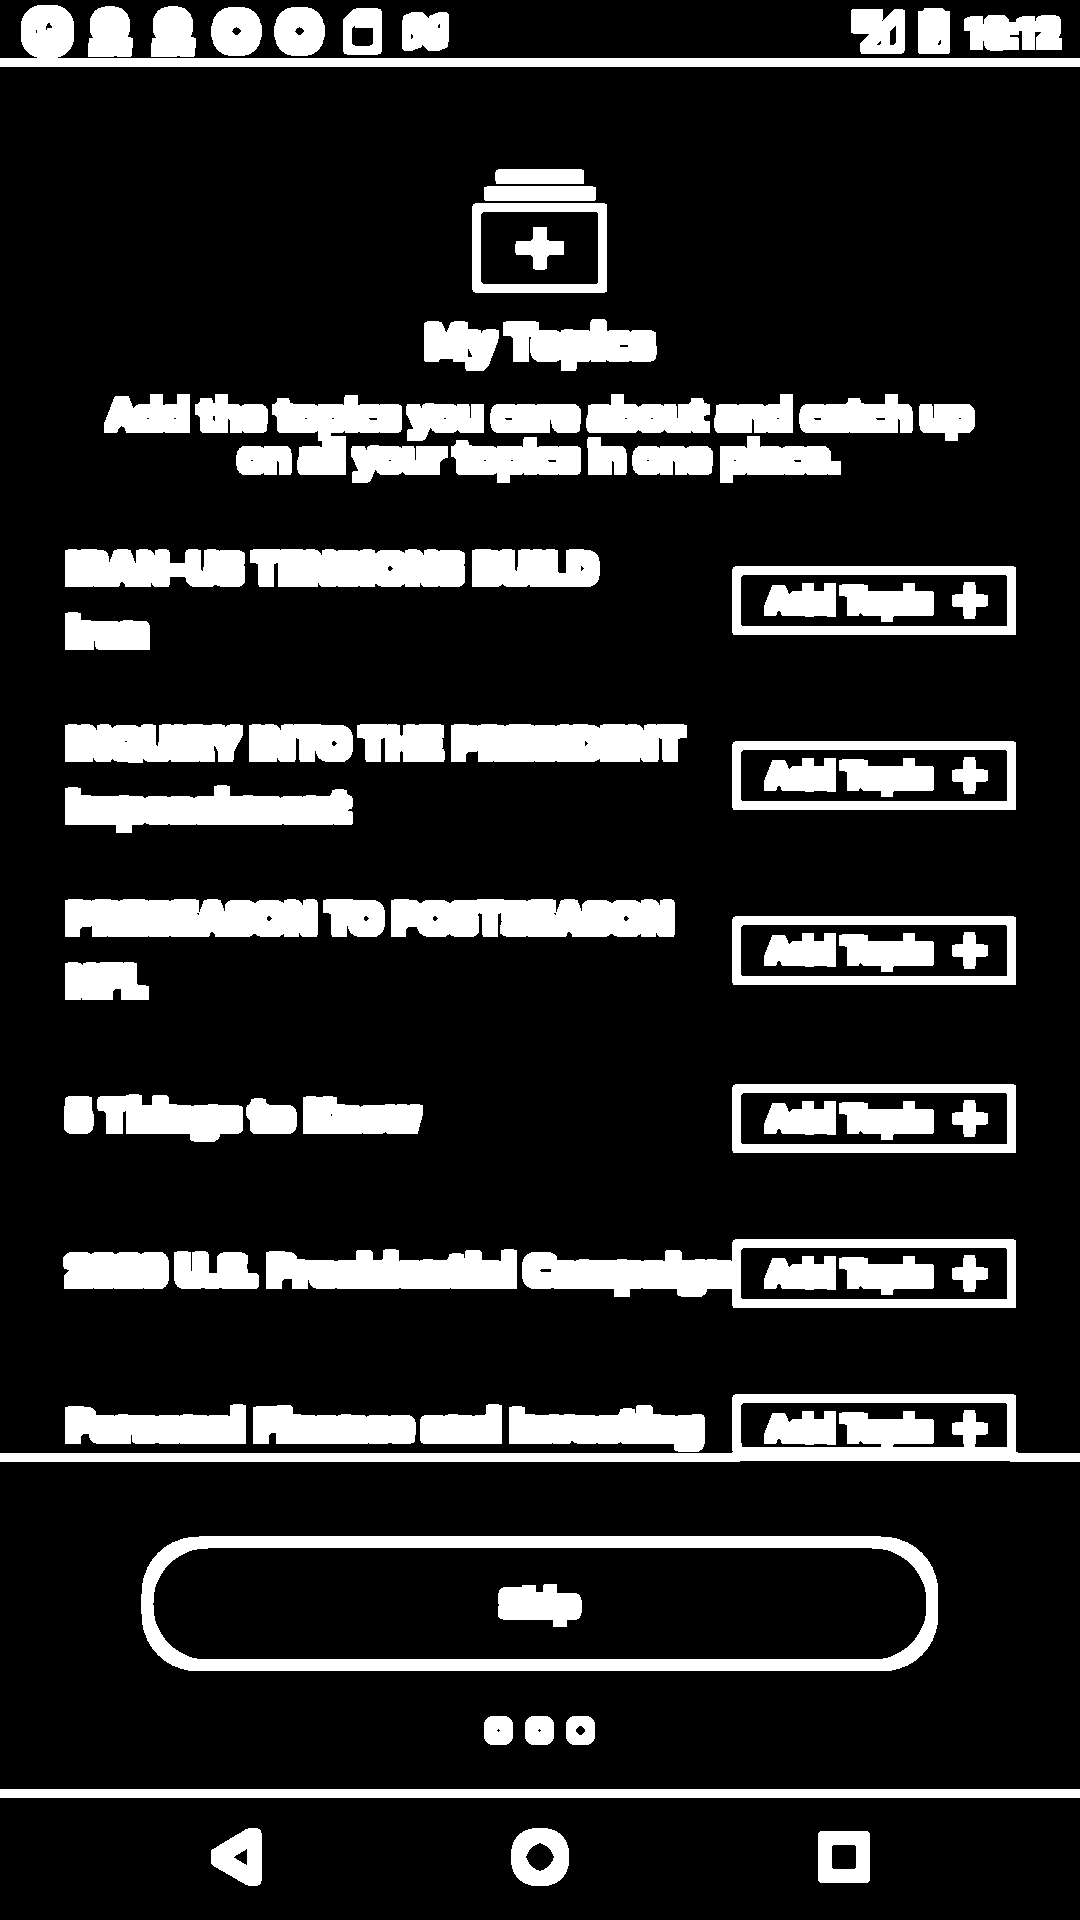 10:12
My Topics
Add the topics you care about and catch up
on all your topics in one place.
IRAN-US TENSIONS BUILD
Iran
Add Topic
INQUIRY INTO THE PRESIDENT
Impeachment
Add Topic
PRESEASON TO POSTSEASON
NFL
Add Topic
5 Things to Know
Add Topic
2020 U.S. Presidential Campaign
Add Topic
Personal Finance and Investing
Add Topic
Skip